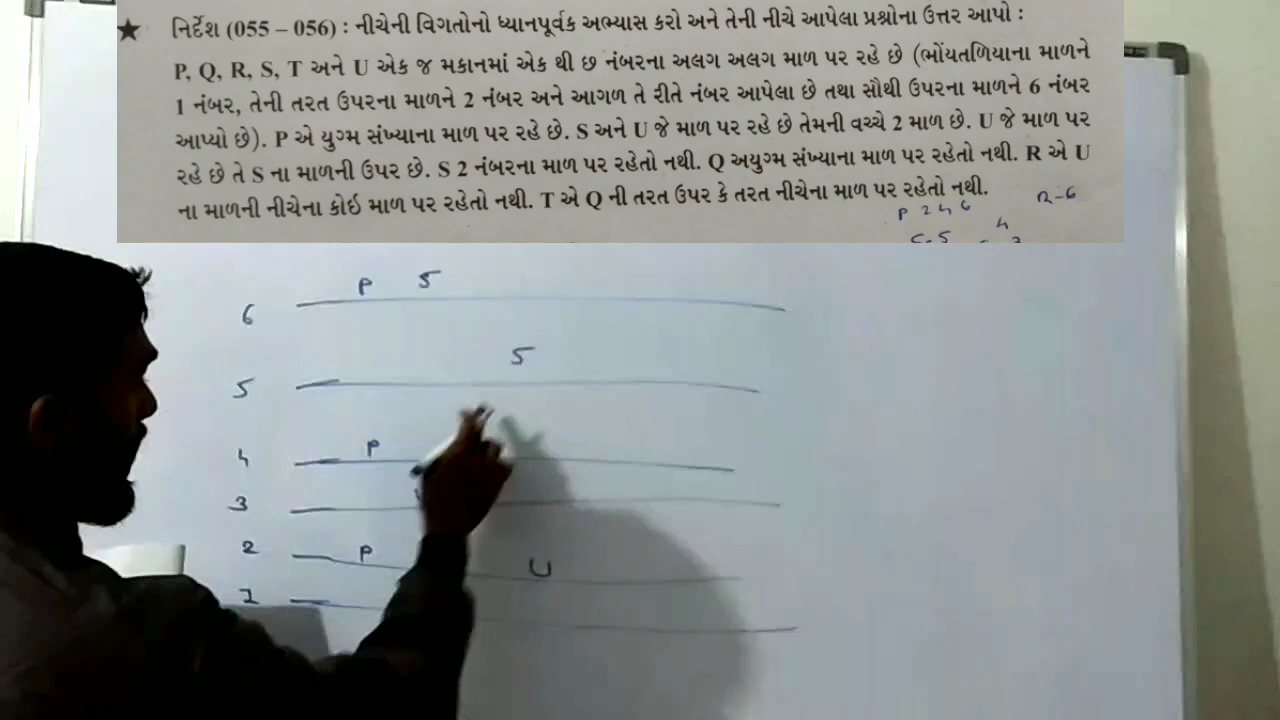 ★ નિર્દેશ (055 – 056) : નીચેની વિગતોનો ધ્યાનપૂર્વક અભ્યાસ કરો અને તેની નીચે આપેલા પ્રશ્નોના ઉત્તર આપો :
P, Q, R, S, T અને U એક જ મકાનમાં એક થી છ નંબરના અલગ અલગ માળ પર રહે છે (ભોંયતળિયાના માળને
1 નંબર, તેની તરત ઉપરના માળને 2 નંબર અને આગળ તે રીતે નંબર આપેલા છે તથા સૌથી ઉપરના માળને 6 નંબર
આપ્યો છે). P એ યુગ્મ સંખ્યાના માળ પર રહે છે. S અને U જે માળ પર રહે છે તેમની વચ્ચે 2 માળ છે. U જે માળ પર
રહે છે તે S ના માળની ઉપર છે. S 2 નંબરના માળ પર રહેતો નથી. Q અયુગ્મ સંખ્યાના માળ પર રહેતો નથી. R એ U
ના માળની નીચેના કોઈ માળ પર રહેતો નથી. T એ Q ની તરત ઉપર કે તરત નીચેના માળ પર રહેતો નથી.
P 2 4 6
R-6
4
6 P S
5 S
4 P
3
2 P U
1